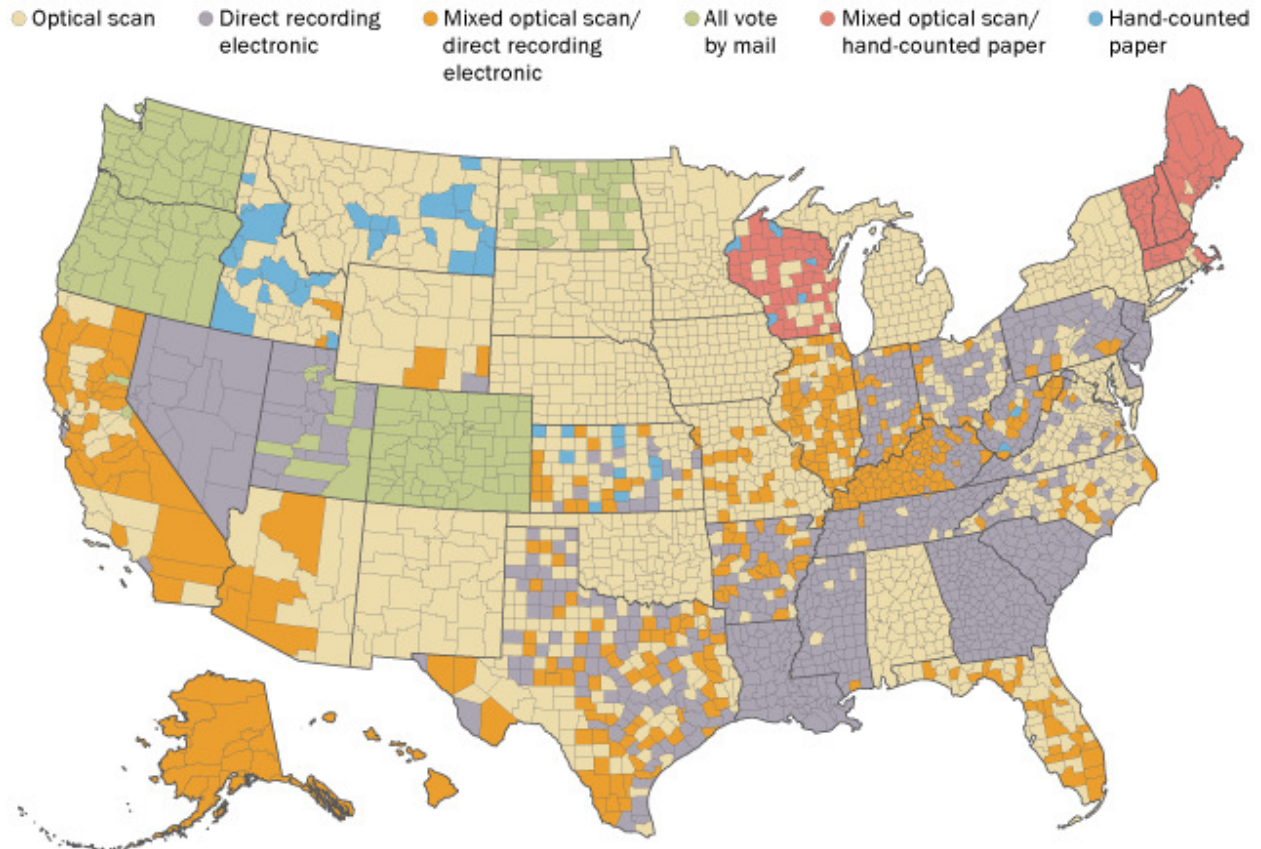 Optical scan
Direct recording
electronic
Mixed optical scan/
direct recording
electronic
All vote
by mail
Mixed optical scan/
hand-counted paper
Hand-counted
paper